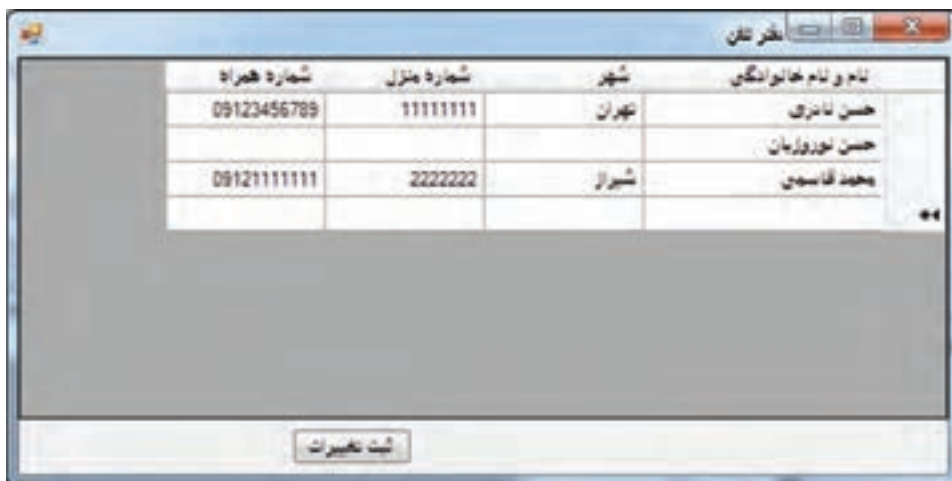 دفتر تلفن
نام و نام خانوادگی شهر شماره منزل شماره همراه
حسن نادری تهران 11111111 09123456789
حسن نوروزیان
محمد قاسمی شیراز 2222222 09121111111
ثبت تغییرات